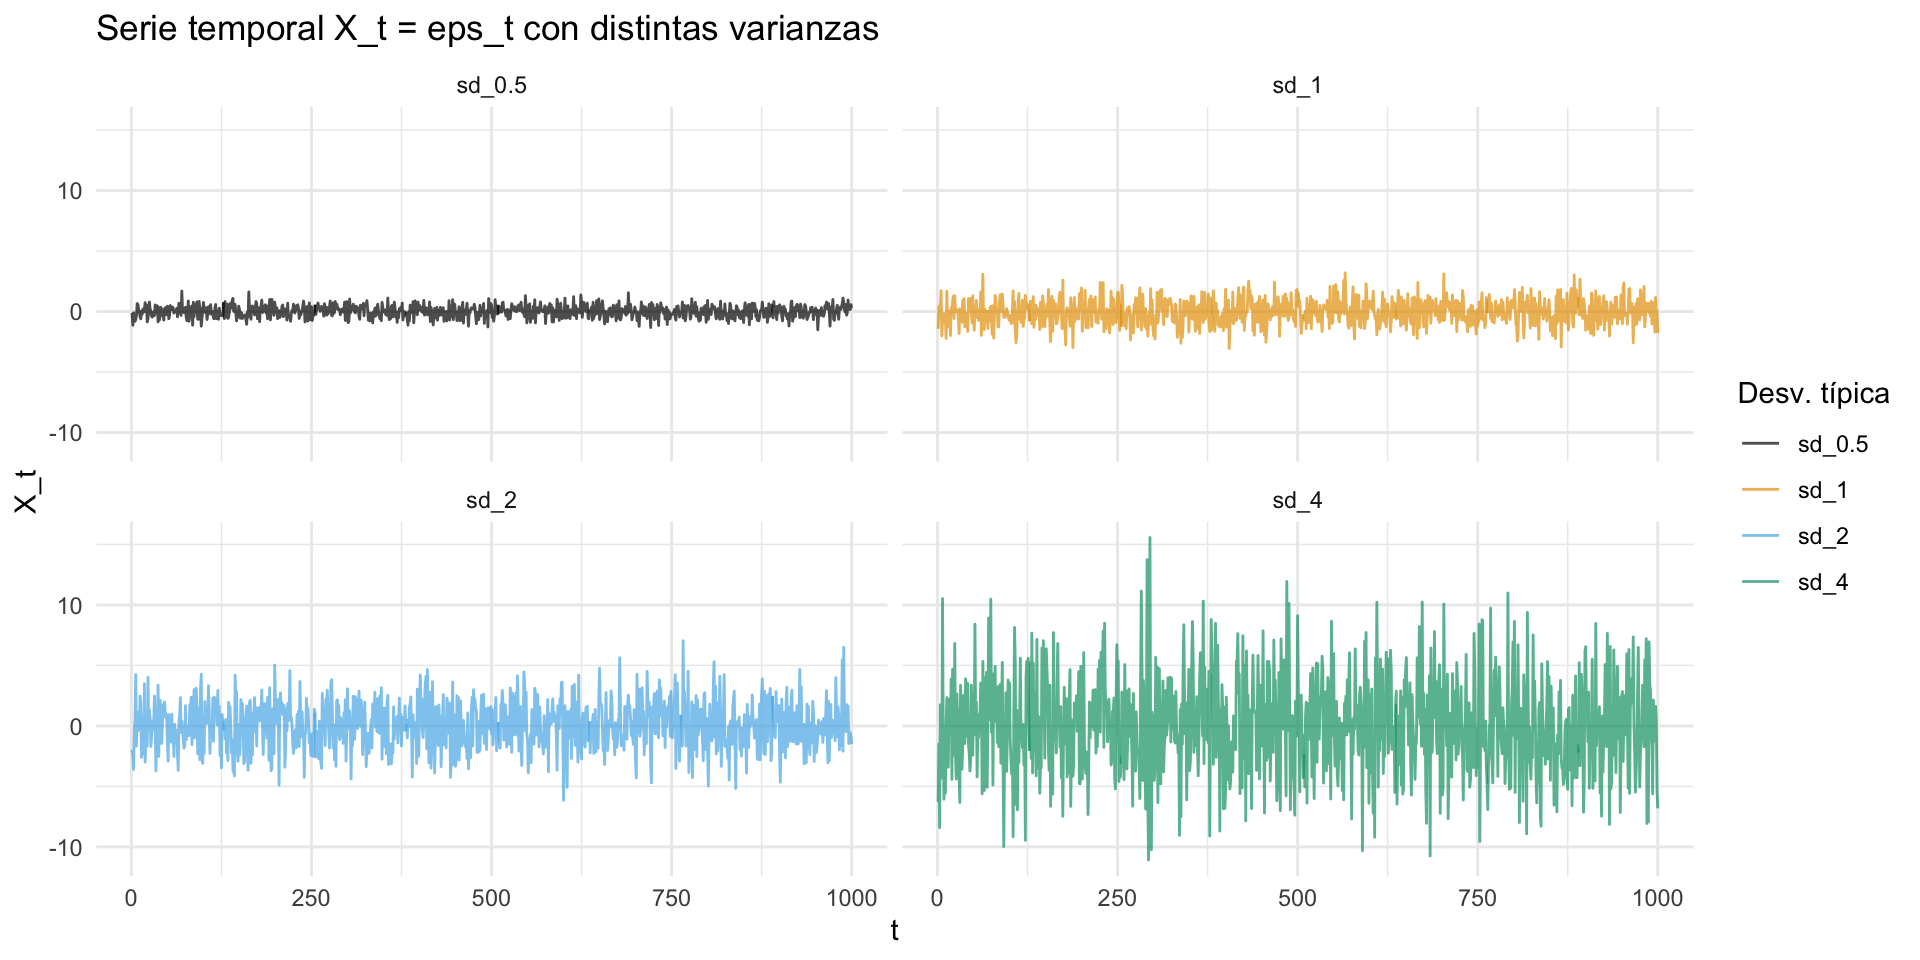 Serie temporal X_t = eps_t con distintas varianzas
sd_0.5
sd_1
10
0
-10
X_t
sd_2
sd_4
10
0
-10
0
250
500
750
1000
0
250
500
750
1000
t
Desv. típica
sd_0.5
sd_1
sd_2
sd_4